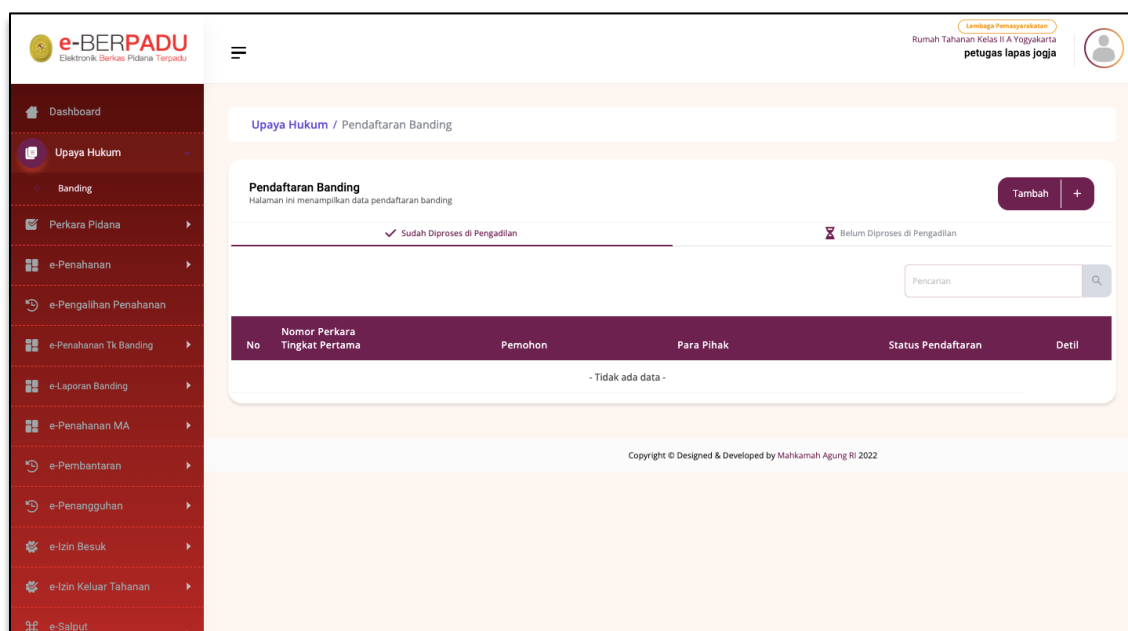 e-BERPADU
Elektronik Berkas Pidana Terpadu
Lembaga Pemasyarakatan
Rumah Tahanan Kelas II A Yogyakarta
petugas lapas jogja
Dashboard
Upaya Hukum
Banding
Perkara Pidana
e-Penahanan
e-Pengalihan Penahanan
e-Penahanan Tk Banding
e-Laporan Banding
e-Penahanan MA
e-Pembantaran
e-Penangguhan
e-Izin Besuk
e-Izin Keluar Tahanan
e-Salput
Upaya Hukum / Pendaftaran Banding
Pendaftaran Banding
Halaman ini menampilkan data pendaftaran banding
Tambah +
Sudah Diproses di Pengadilan
Belum Diproses di Pengadilan
Pencarian
No Nomor Perkara Tingkat Pertama Pemohon Para Pihak Status Pendaftaran Detil
- Tidak ada data -
Copyright © Designed & Developed by Mahkamah Agung RI 2022